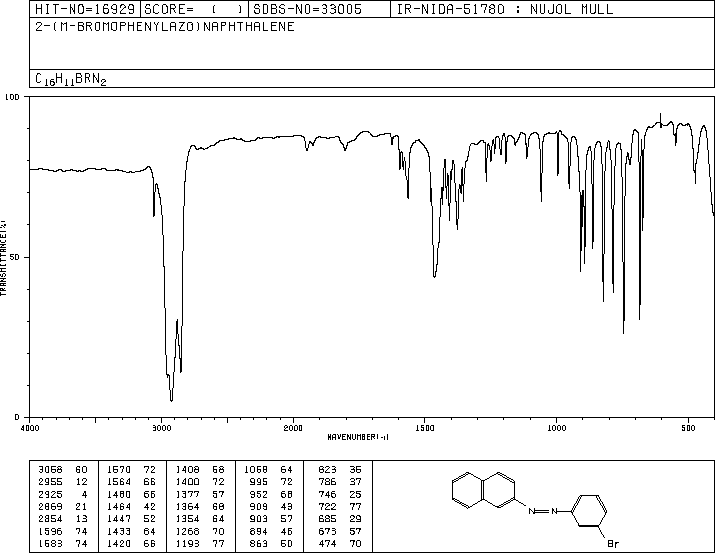 HIT-NO=16929 SCORE= ( ) SDBS-NO=33005 IR-NIDA-51780 : NUJOL MULL
2-(M-BROMOPHENYLAZO)NAPHTHALENE
C16H11BRN2
100
50
0
TRANSMITTANCE(%)
4000 3000 2000 1500 1000 500
WAVENUMBER(-1)
3058 60 1570 72 1408 58 1058 64 823 35
2955 12 1564 66 1400 72 995 72 786 37
2925 4 1480 66 1377 57 952 68 746 25
2869 21 1464 42 1364 68 909 43 722 77
2854 13 1447 52 1354 64 903 57 685 29
1596 74 1433 64 1268 70 894 46 673 57
1583 74 1420 66 1193 77 863 50 474 70
N=N
Br